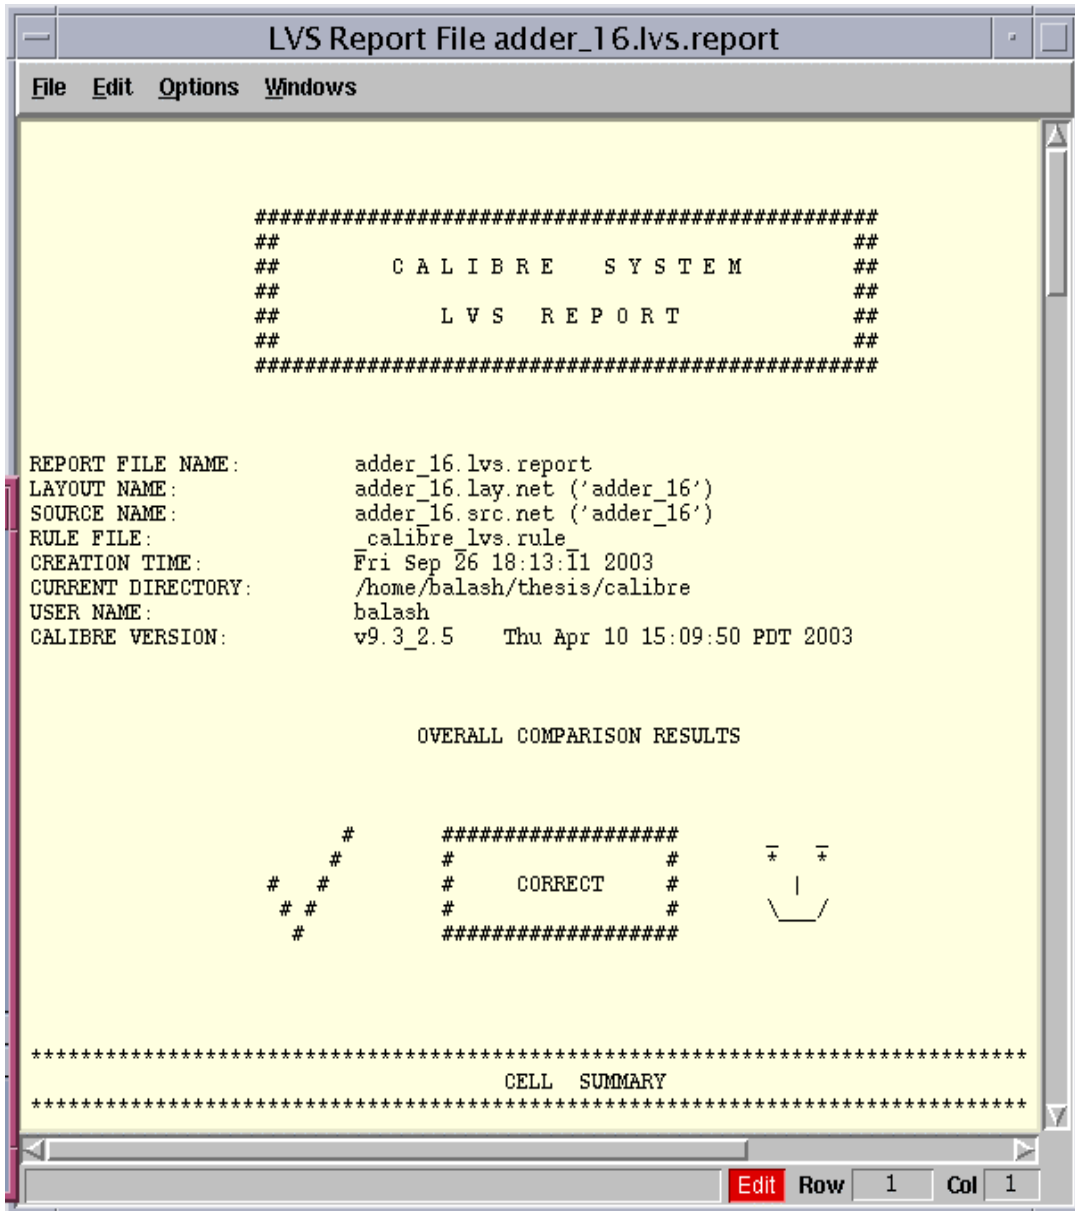 LVS Report File adder_16.lvs.report
File Edit Options Windows
##################################################
## ##
## C A L I B R E S Y S T E M ##
## ##
## L V S R E P O R T ##
## ##
##################################################
REPORT FILE NAME: adder_16.lvs.report
LAYOUT NAME: adder_16.lay.net ('adder_16')
SOURCE NAME: adder_16.src.net ('adder_16')
RULE FILE: _calibre_lvs.rule_
CREATION TIME: Fri Sep 26 18:13:11 2003
CURRENT DIRECTORY: /home/balash/thesis/calibre
USER NAME: balash
CALIBRE VERSION: v9.3_2.5 Thu Apr 10 15:09:50 PDT 2003
OVERALL COMPARISON RESULTS
# ################### _ _
# # # * *
# # # CORRECT # |
# # # # \___/
# ###################
********************************************************************************
CELL SUMMARY
********************************************************************************
Edit Row 1 Col 1